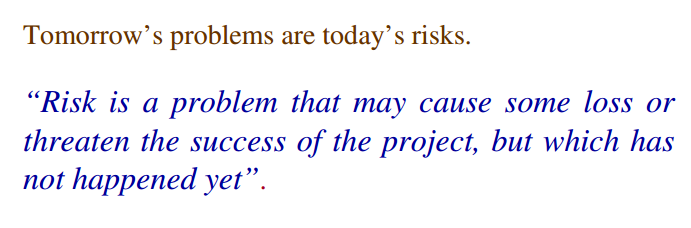 Tomorrow’s problems are today’s risks.
“Risk is a problem that may cause some loss or
threaten the success of the project, but which has
not happened yet”.